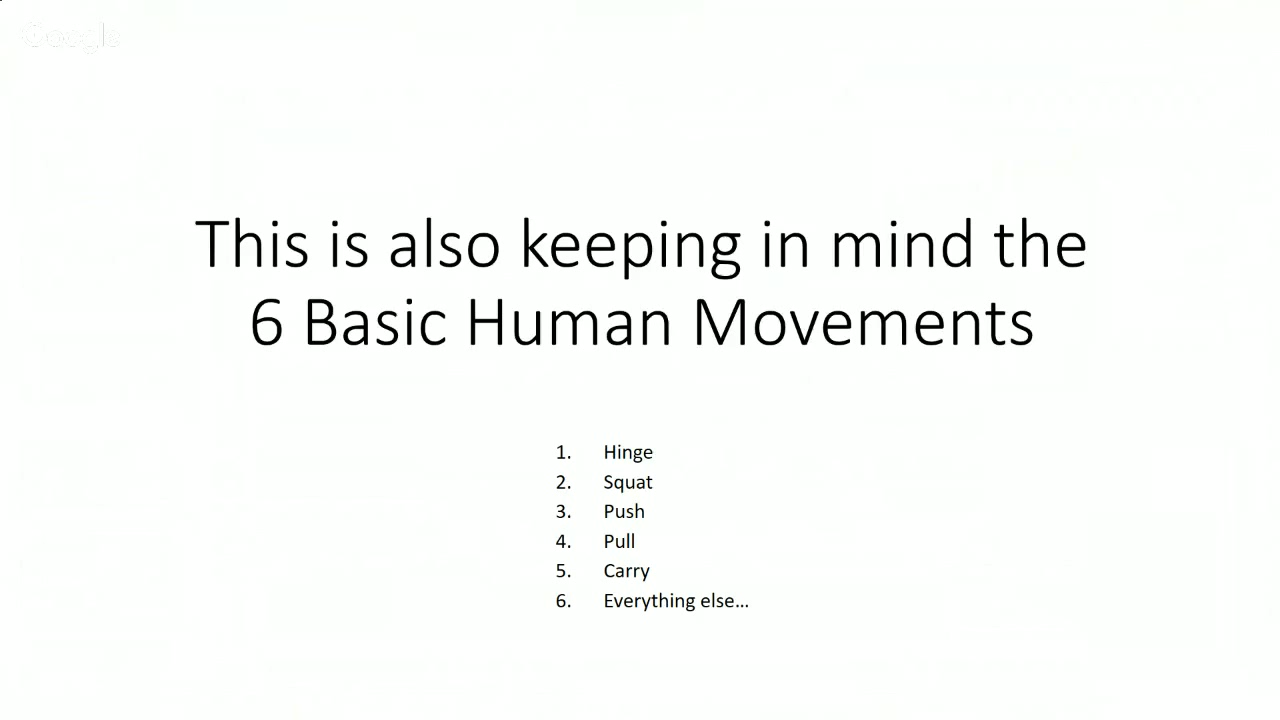 Google
This is also keeping in mind the
6 Basic Human Movements
1. Hinge
2. Squat
3. Push
4. Pull
5. Carry
6. Everything else…